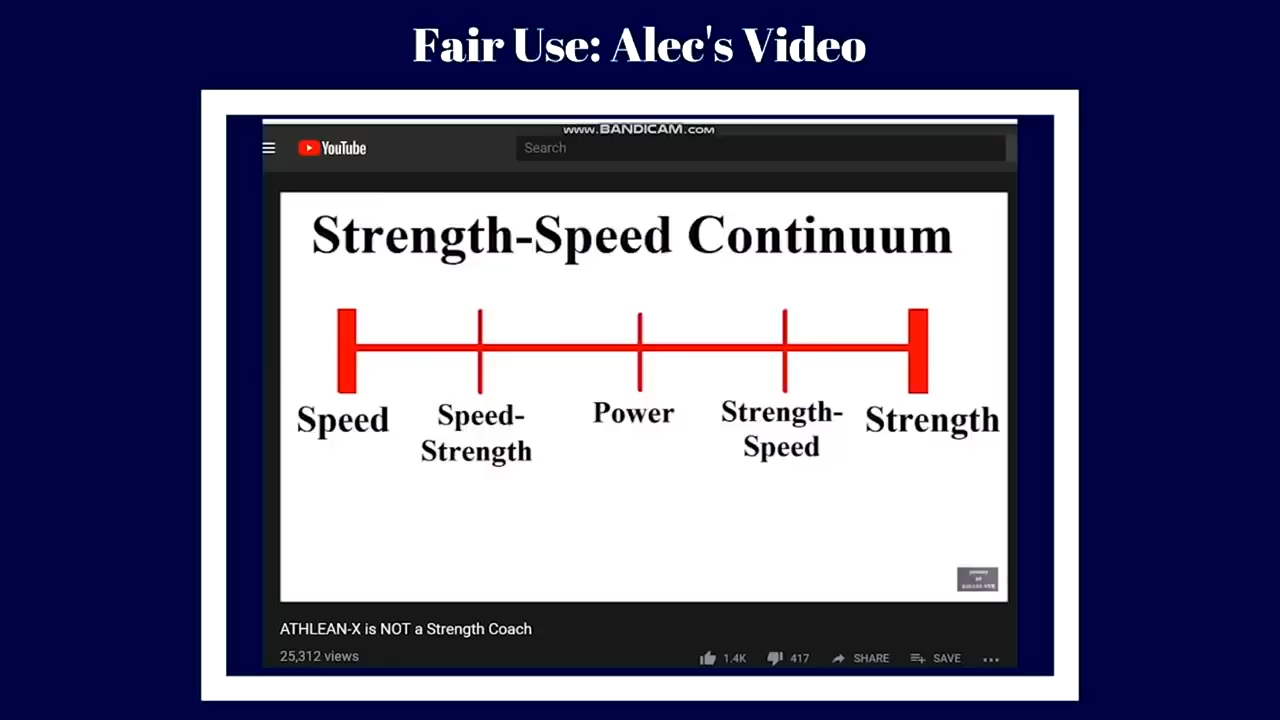 Fair Use: Alec's Video
www.BANDICAM.com
YouTube
Search
Strength-Speed Continuum
Speed
Speed-
Strength
Power
Strength-
Speed
Strength
ATHLEAN-X is NOT a Strength Coach
25,312 views
1.4K
417
SHARE
SAVE